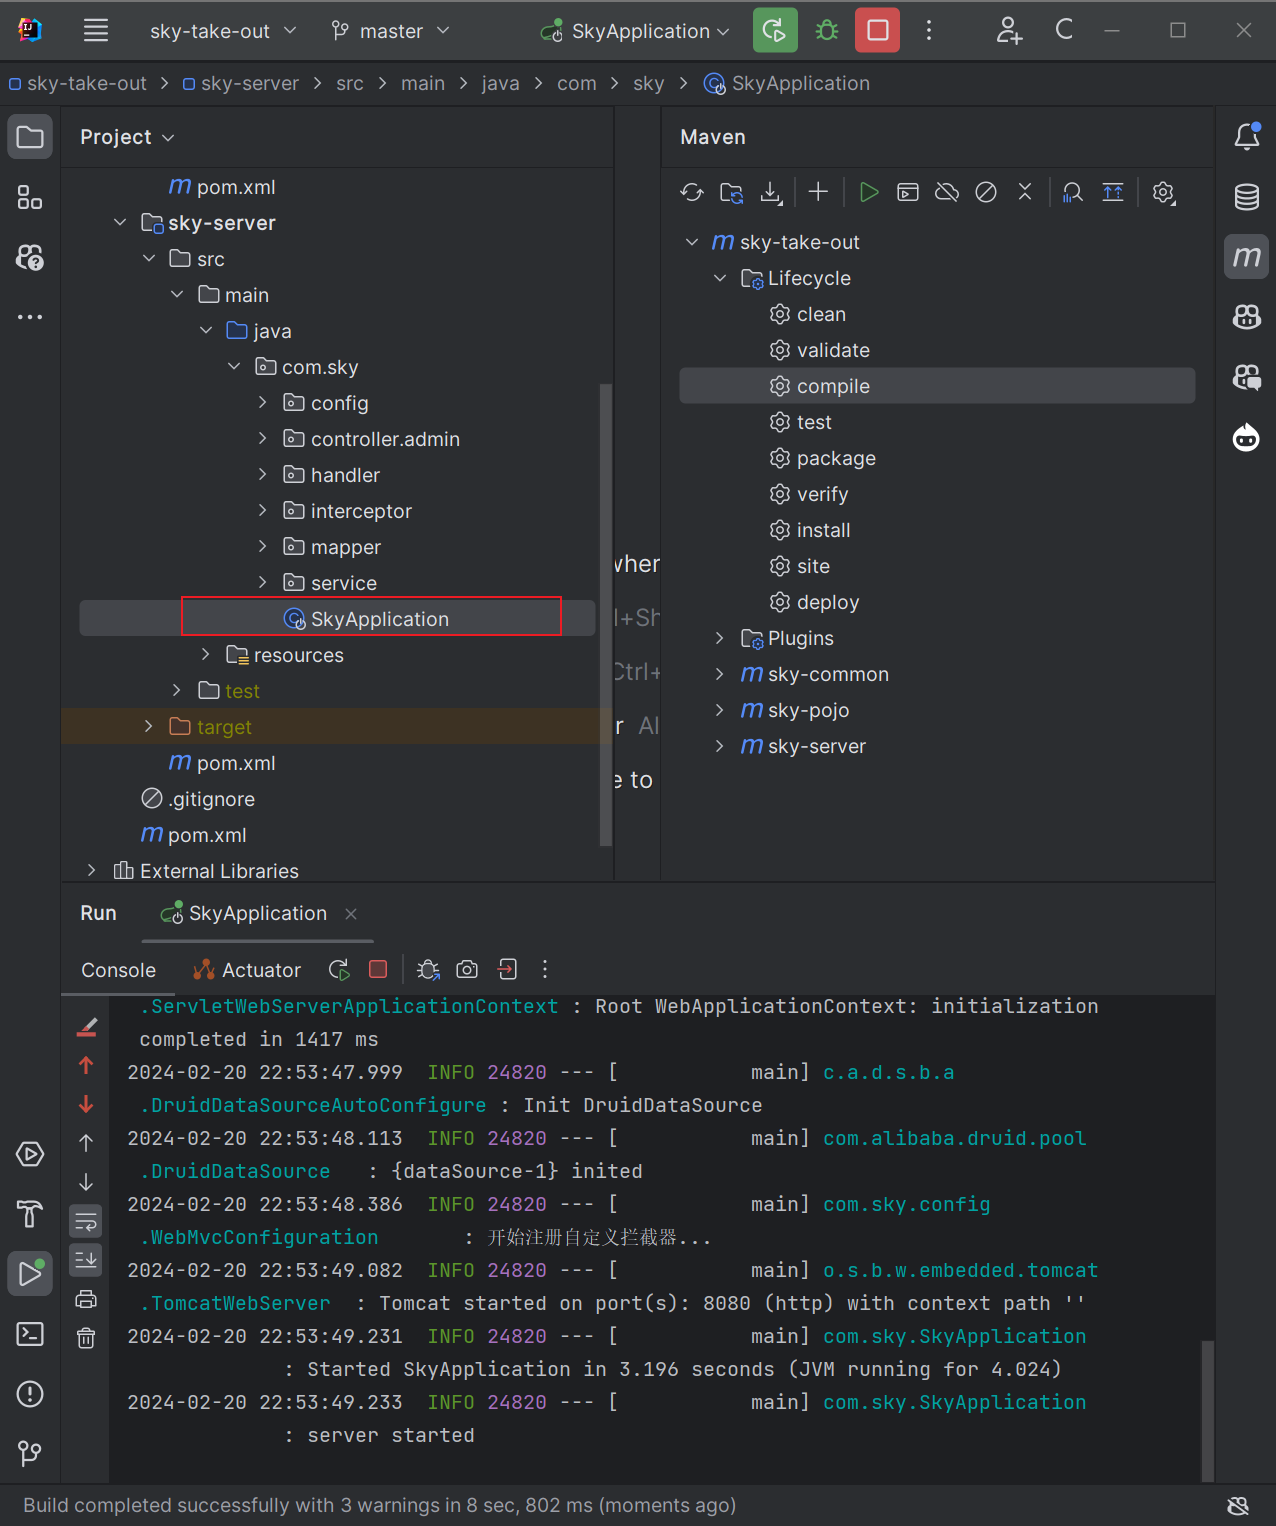 sky-take-out
master
SkyApplication
sky-take-out > sky-server > src > main > java > com > sky > SkyApplication
Project
pom.xml
sky-server
src
main
java
com.sky
config
controller.admin
handler
interceptor
mapper
service
SkyApplication
resources
test
target
pom.xml
.gitignore
pom.xml
External Libraries
Maven
sky-take-out
Lifecycle
clean
validate
compile
test
package
verify
install
site
deploy
Plugins
sky-common
sky-pojo
sky-server
Run
SkyApplication
Console
Actuator
.ServletWebServerApplicationContext : Root WebApplicationContext: initialization
completed in 1417 ms
2024-02-20 22:53:47.999  INFO 24820 --- [           main] c.a.d.s.b.a
.DruidDataSourceAutoConfigure : Init DruidDataSource
2024-02-20 22:53:48.113  INFO 24820 --- [           main] com.alibaba.druid.pool
.DruidDataSource   : {dataSource-1} inited
2024-02-20 22:53:48.386  INFO 24820 --- [           main] com.sky.config
.WebMvcConfiguration       : 开始注册自定义拦截器...
2024-02-20 22:53:49.082  INFO 24820 --- [           main] o.s.b.w.embedded.tomcat
.TomcatWebServer  : Tomcat started on port(s): 8080 (http) with context path ''
2024-02-20 22:53:49.231  INFO 24820 --- [           main] com.sky.SkyApplication
: Started SkyApplication in 3.196 seconds (JVM running for 4.024)
2024-02-20 22:53:49.233  INFO 24820 --- [           main] com.sky.SkyApplication
: server started
Build completed successfully with 3 warnings in 8 sec, 802 ms (moments ago)